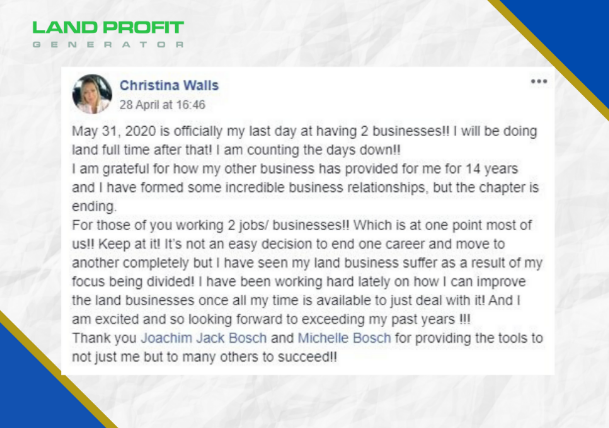 LAND PROFIT
GENERATOR
Christina Walls
28 April at 16:46
May 31, 2020 is officially my last day at having 2 businesses!! I will be doing
land full time after that! I am counting the days down!!
I am grateful for how my other business has provided for me for 14 years
and I have formed some incredible business relationships, but the chapter is
ending.
For those of you working 2 jobs/ businesses!! Which is at one point most of
us!! Keep at it! It's not an easy decision to end one career and move to
another completely but I have seen my land business suffer as a result of my
focus being divided! I have been working hard lately on how I can improve
the land businesses once all my time is available to just deal with it! And I
am excited and so looking forward to exceeding my past years !!!
Thank you Joachim Jack Bosch and Michelle Bosch for providing the tools to
not just me but to many others to succeed!!